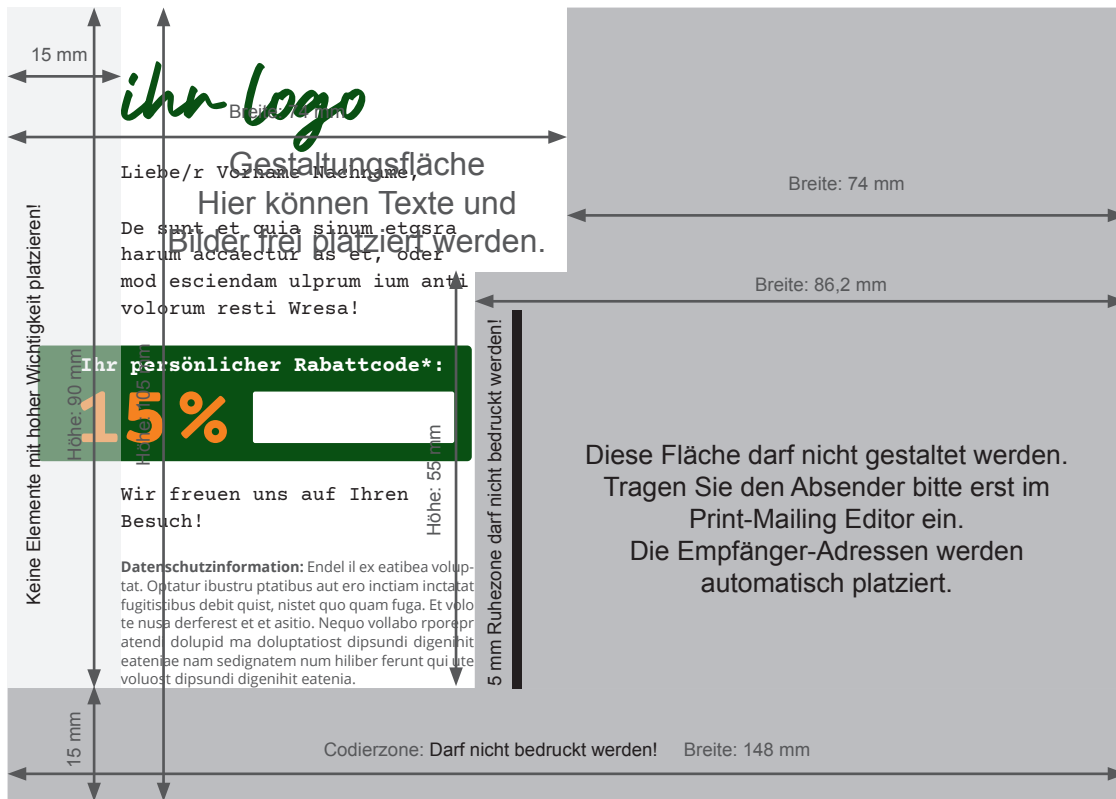 15 mm
ihr logo
Breite: 74 mm
Gestaltungsfläche
Hier können Texte und
Bilder frei platziert werden.
Liebe/r Vorname Nachname,
De sunt et quia sinum etqsra
harum accaectur as et, oder
mod esciendam ulprum ium anti
volorum resti Wresa!
Ihr persönlicher Rabattcode*:
15%
Wir freuen uns auf Ihren
Besuch!
Datenschutzinformation: Endel il ex eatibea volup-
tat. Optatur ibustru ptatibus aut ero inctiam inctatat
fugitistibus debit quist, nistet quo quam fuga. Et volo
te nusa derferest et et asitio. Nequo vollabo rporepr
atendi dolupid ma doluptatiost dipsundi digenihit
eateniae nam sedignatem num hiliber ferunt qui ute
voluost dipsundi digenihit eatenia.
Keine Elemente mit hoher Wichtigkeit platzieren!
Höhe: 90 mm
Höhe: 105 mm
Höhe: 55 mm
5 mm Ruhezone darf nicht bedruckt werden!
Breite: 74 mm
Breite: 86,2 mm
Diese Fläche darf nicht gestaltet werden.
Tragen Sie den Absender bitte erst im
Print-Mailing Editor ein.
Die Empfänger-Adressen werden
automatisch platziert.
15 mm
Codierzone: Darf nicht bedruckt werden! Breite: 148 mm